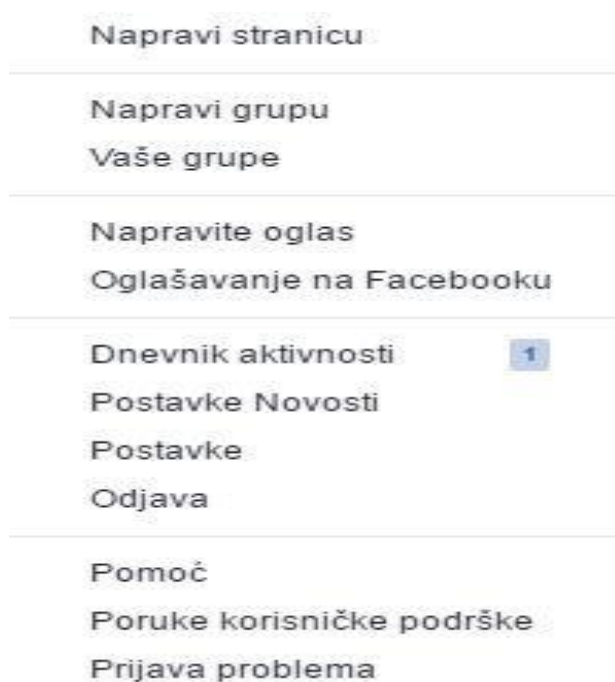 Napravi stranicu
Napravi grupu
Vaše grupe
Napravite oglas
Oglašavanje na Facebooku
Dnevnik aktivnosti 1
Postavke Novosti
Postavke
Odjava
Pomoć
Poruke korisničke podrške
Prijava problema